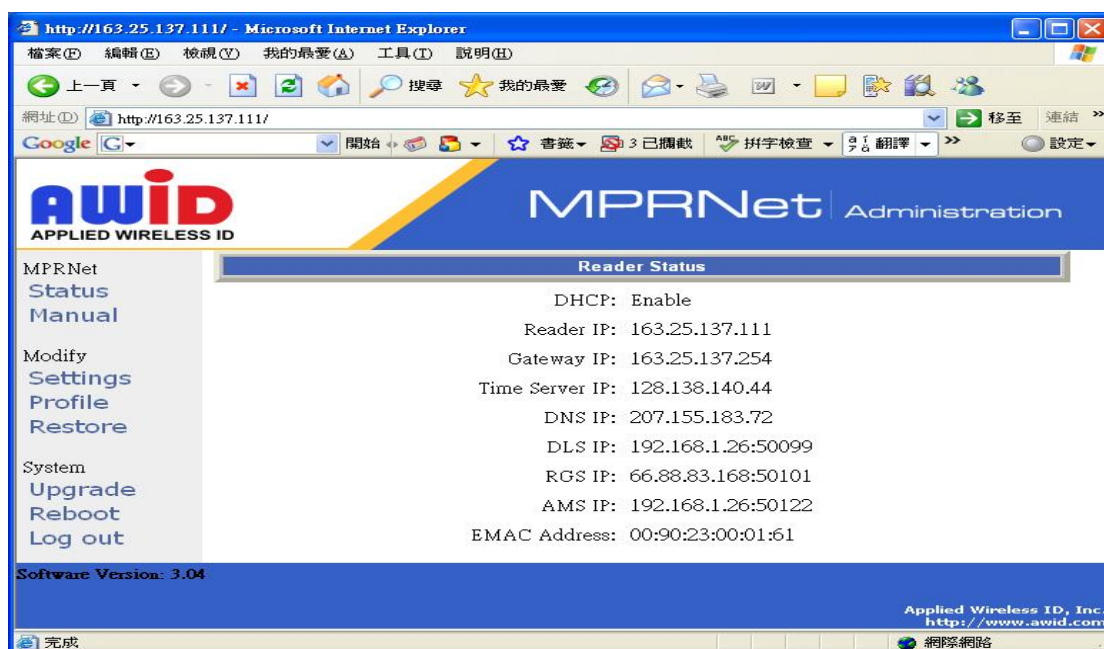 http://163.25.137.111/ - Microsoft Internet Explorer
檔案(F) 編輯(E) 檢視(V) 我的最愛(A) 工具(T) 說明(H)
上一頁 搜尋 我的最愛
網址(D) http://163.25.137.111/ 移至 連結 »
Google G 開始 書籤 3 已攔截 ABC 拼字檢查 翻譯 » 設定
AWID
APPLIED WIRELESS ID
MPRNet Administration
MPRNet
Status
Manual
Modify
Settings
Profile
Restore
System
Upgrade
Reboot
Log out
Reader Status
DHCP: Enable
Reader IP: 163.25.137.111
Gateway IP: 163.25.137.254
Time Server IP: 128.138.140.44
DNS IP: 207.155.183.72
DLS IP: 192.168.1.26:50099
RGS IP: 66.88.83.168:50101
AMS IP: 192.168.1.26:50122
EMAC Address: 00:90:23:00:01:61
Software Version: 3.04
Applied Wireless ID, Inc.
http://www.awid.com
完成 網際網路